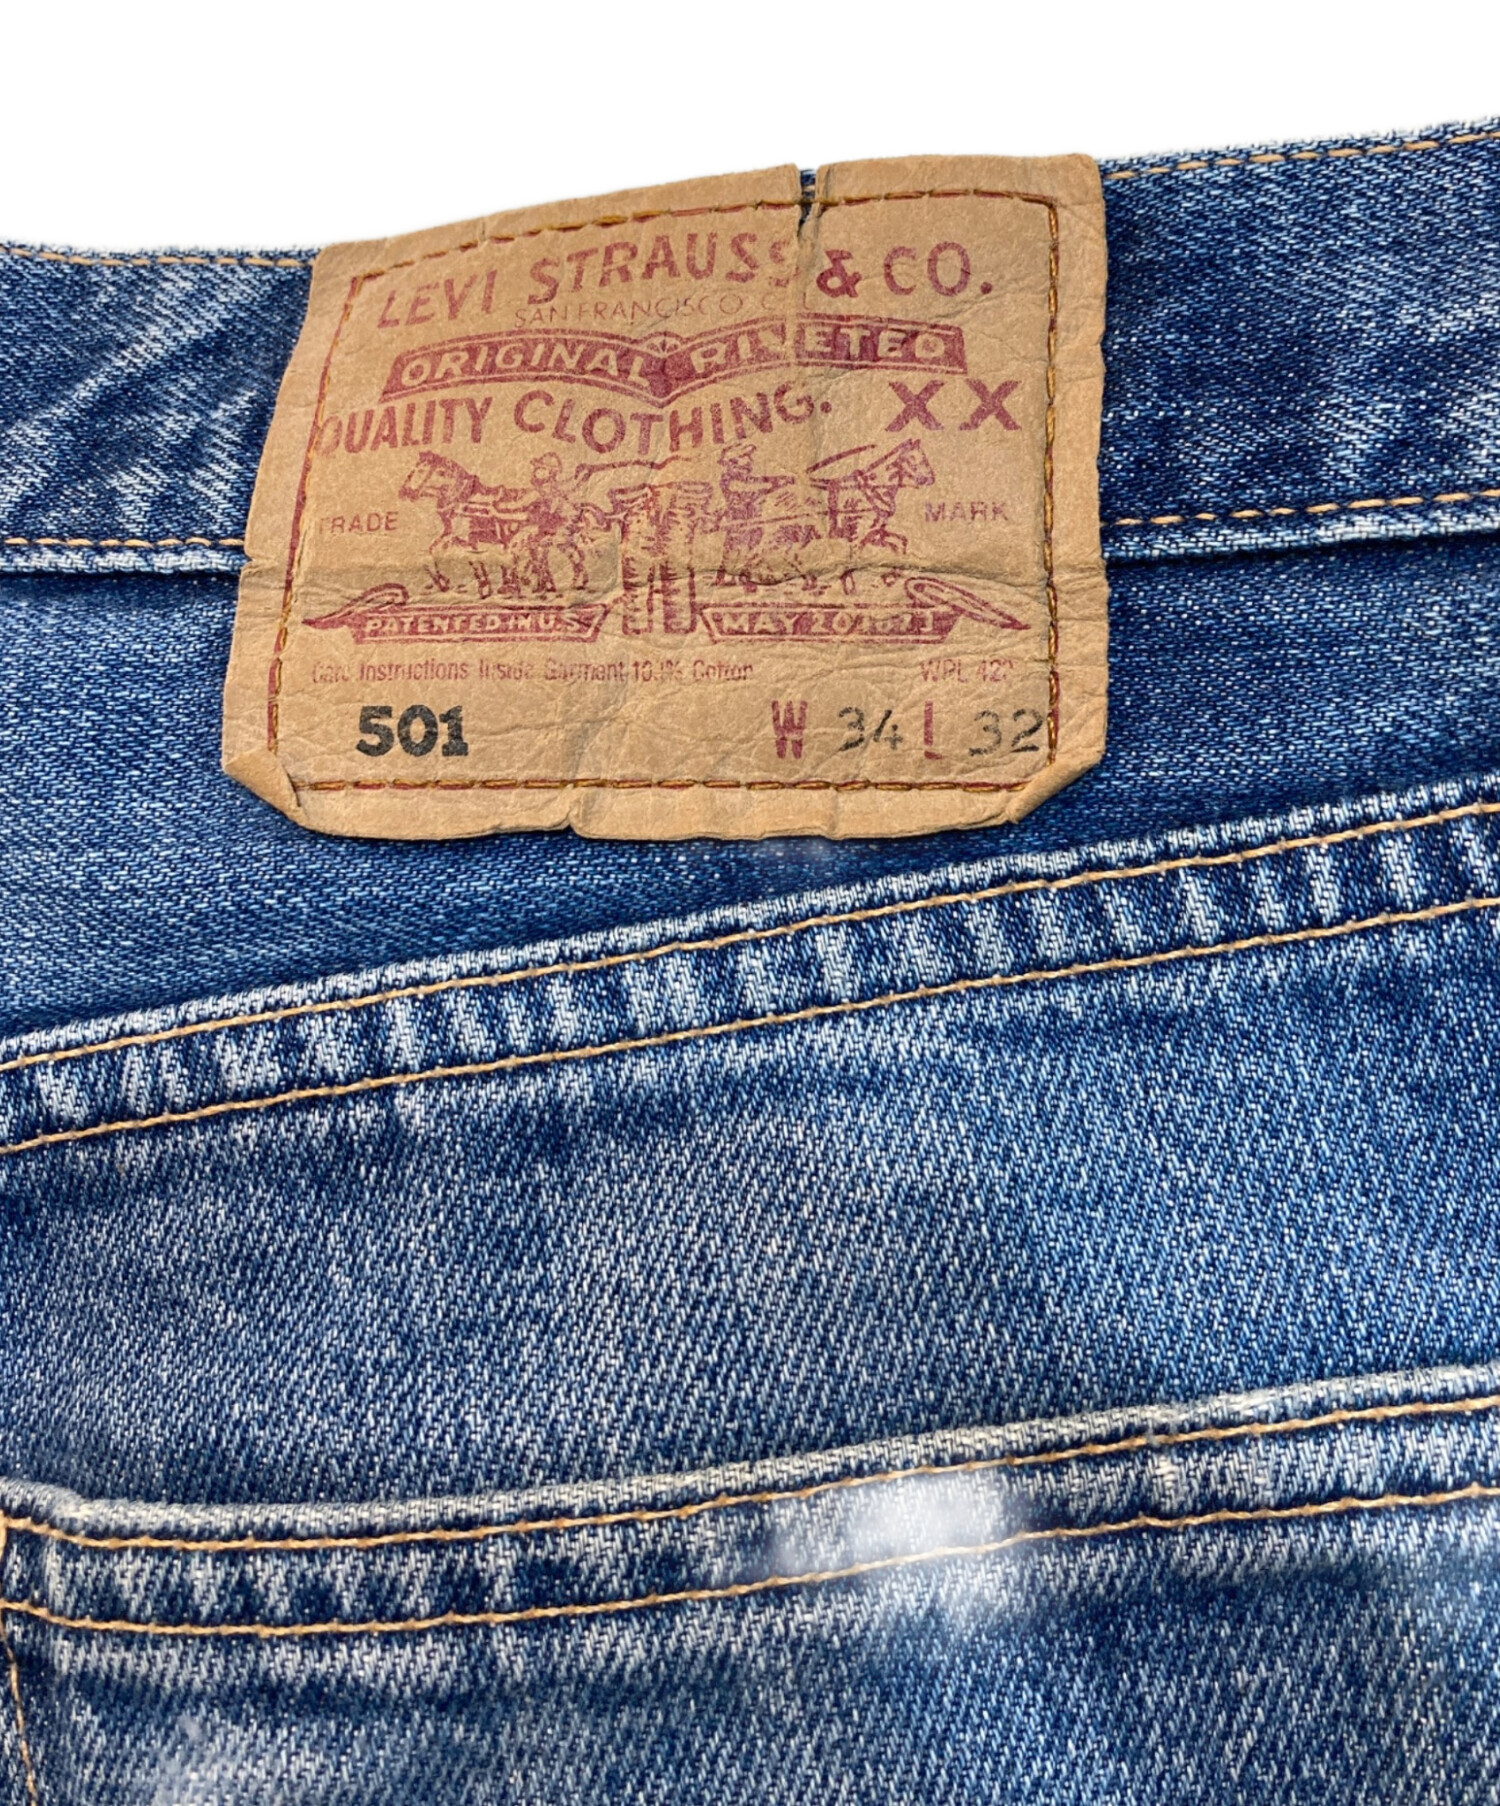 LEVI STRAUSS & CO.
SAN FRANCISCO CAL
ORIGINAL RIVETED
QUALITY CLOTHING. XX
TRADE MARK
PATENTED IN U.S. MAY 20 1873
Care Instructions Inside Garment 100% Cotton WPL 423
501 W 34 L 32